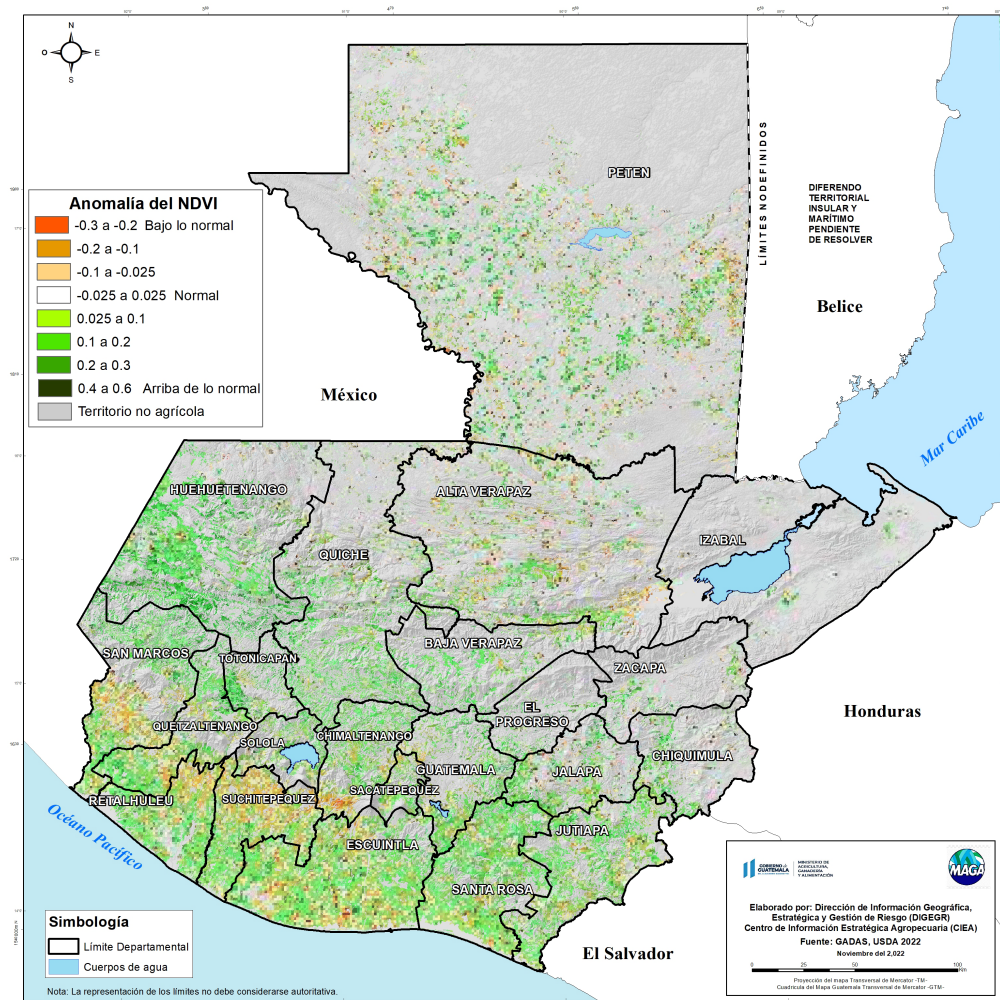 N
O
E
S
Anomalía del NDVI
-0.3 a -0.2 Bajo lo normal
-0.2 a -0.1
-0.1 a -0.025
-0.025 a 0.025 Normal
0.025 a 0.1
0.1 a 0.2
0.2 a 0.3
0.4 a 0.6 Arriba de lo normal
Territorio no agrícola
PETEN
LÍMITES NODEFINIDOS
DIFERENDO
TERRITORIAL
INSULAR Y
MARÍTIMO
PENDIENTE
DE RESOLVER
Belice
México
Mar Caribe
HUEHUETENANGO
ALTA VERAPAZ
QUICHE
IZABAL
SAN MARCOS
TOTONICAPAN
BAJA VERAPAZ
ZACAPA
EL
PROGRESO
Honduras
QUETZALTENANGO
SOLOLA
CHIMALTENANGO
GUATEMALA
JALAPA
CHIQUIMULA
RETALHULEU
SUCHITEPEQUEZ
SACATEPEQUEZ
ESCUINTLA
JUTIAPA
SANTA ROSA
Océano Pacífico
El Salvador
Simbología
Límite Departamental
Cuerpos de agua
Nota: La representación de los límites no debe considerarse autoritativa.
GOBIERNO de
GUATEMALA
MINISTERIO DE
AGRICULTURA,
GANADERÍA
Y ALIMENTACIÓN
MAGA
Elaborado por: Dirección de Información Geográfica,
Estratégica y Gestión de Riesgo (DIGEGR)
Centro de Información Estratégica Agropecuaria (CIEA)
Fuente: GADAS, USDA 2022
Noviembre del 2,022
0 25 50 100
Km
Proyección del mapa Transversal de Mercator -TM-
Cuadrícula del Mapa Guatemala Transversal de Mercator -GTM-